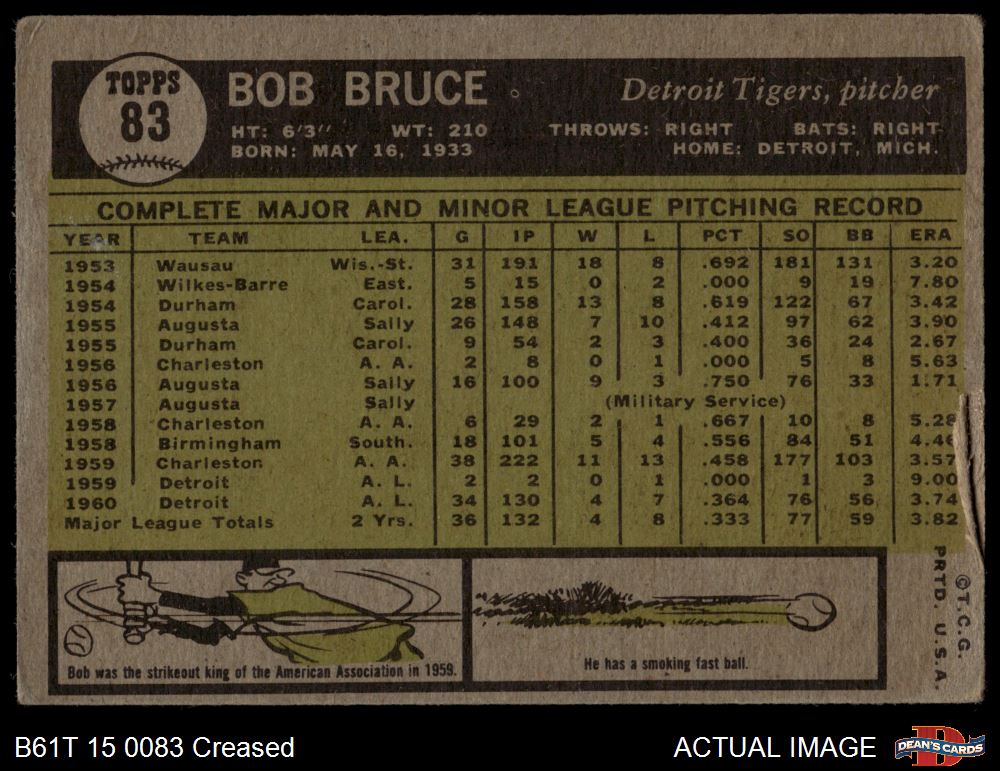 TOPPS
83
BOB BRUCE
Detroit Tigers, pitcher
HT: 6'3" WT: 210 THROWS: RIGHT BATS: RIGHT
BORN: MAY 16, 1933 HOME: DETROIT, MICH.
COMPLETE MAJOR AND MINOR LEAGUE PITCHING RECORD
YEAR TEAM LEA. G IP W L PCT SO BB ERA
1953 Wausau Wis.-St. 31 191 18 8 .692 181 131 3.20
1954 Wilkes-Barre East. 5 15 0 2 .000 9 19 7.80
1954 Durham Carol. 28 158 13 8 .619 122 67 3.42
1955 Augusta Sally 26 148 7 10 .412 97 62 3.90
1955 Durham Carol. 9 54 2 3 .400 36 24 2.67
1956 Charleston A. A. 2 8 0 1 .000 5 8 5.63
1956 Augusta Sally 16 100 9 3 .750 76 33 1.71
1957 Augusta Sally (Military Service)
1958 Charleston A. A. 6 29 2 1 .667 10 8 5.28
1958 Birmingham South. 18 101 5 4 .556 84 51 4.46
1959 Charleston A. A. 38 222 11 13 .458 177 103 3.57
1959 Detroit A. L. 2 2 0 1 .000 1 3 9.00
1960 Detroit A. L. 34 130 4 7 .364 76 56 3.74
Major League Totals 2 Yrs. 36 132 4 8 .333 77 59 3.82
Bob was the strikeout king of the American Association in 1959.
He has a smoking fast ball.
©T.C.G.
PRTD. U.S.A.
B61T 15 0083 Creased
ACTUAL IMAGE
D
DEAN'S CARDS